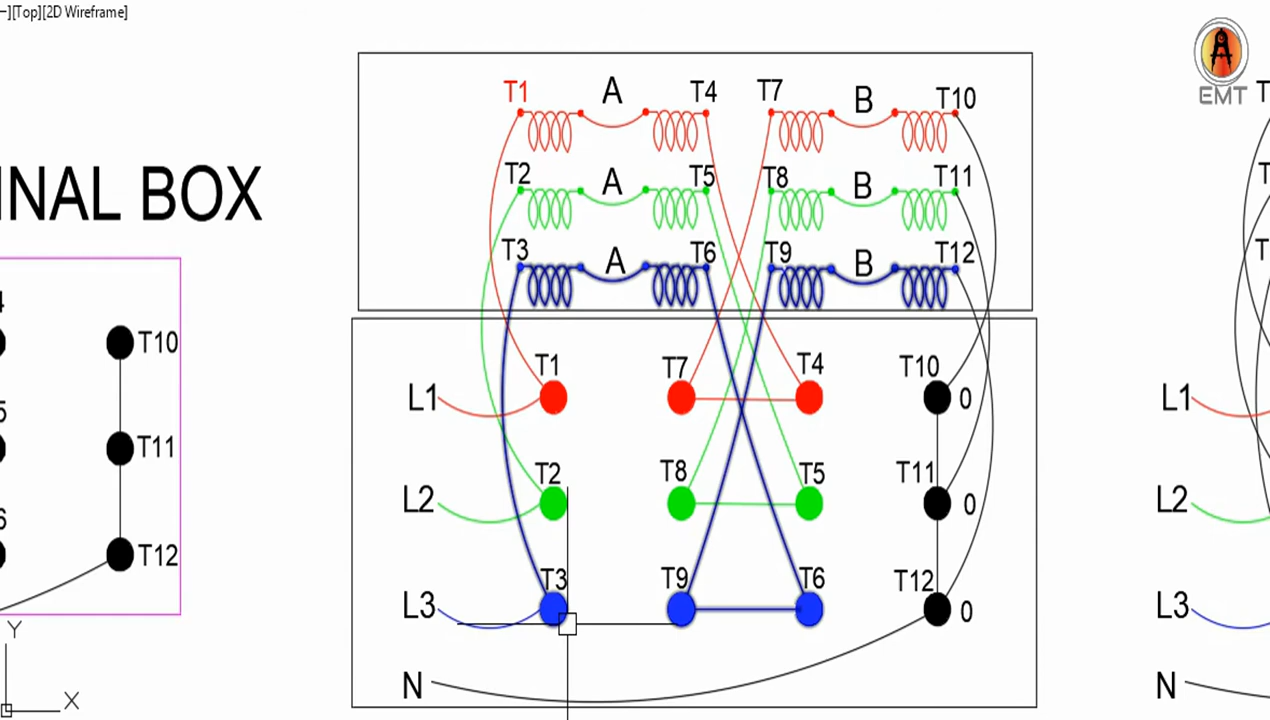 ─][Top][2D Wireframe]
T1 A T4 T7 B T10
EMT
T2 A T5 T8 B T11
INAL BOX
T3 A T6 T9 B T12
T10
T1 T7 T4 T10
L1 0 L1
T11
T2 T8 T5 T11
L2 0 L2
T12
T3 T9 T6 T12
L3 0 L3
Y
N N
X